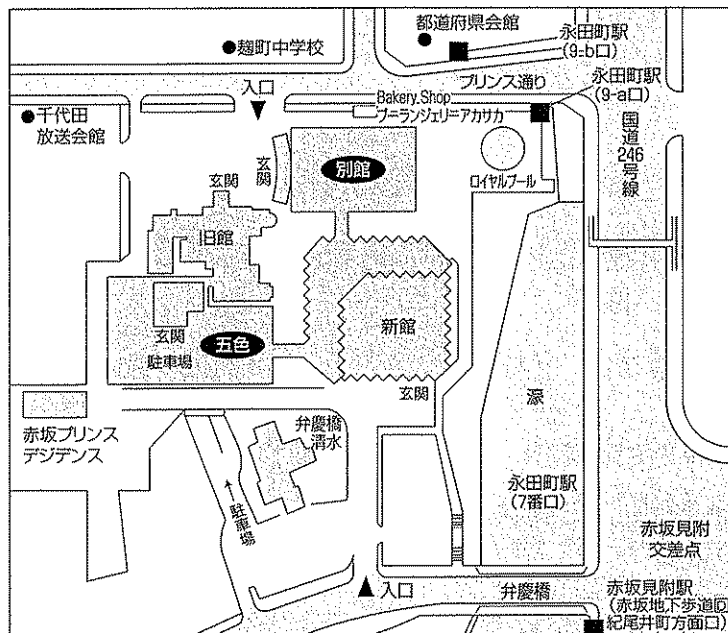 都道府県会館
●麹町中学校
永田町駅
(9-b口)
プリンス通り
永田町駅
(9-a口)
入口
Bakery.Shop
ブーランジェリーアカサカ
●千代田
放送会館
国道246号線
玄関
別館
ロイヤルプール
玄関
旧館
新館
玄関
五色
駐車場
玄関
濠
赤坂プリンス
デジデンス
弁慶橋
清水
永田町駅
(7番口)
←駐車場
赤坂見附
交差点
入口
弁慶橋
赤坂見附駅
(赤坂地下歩道口
紀尾井町方面口)